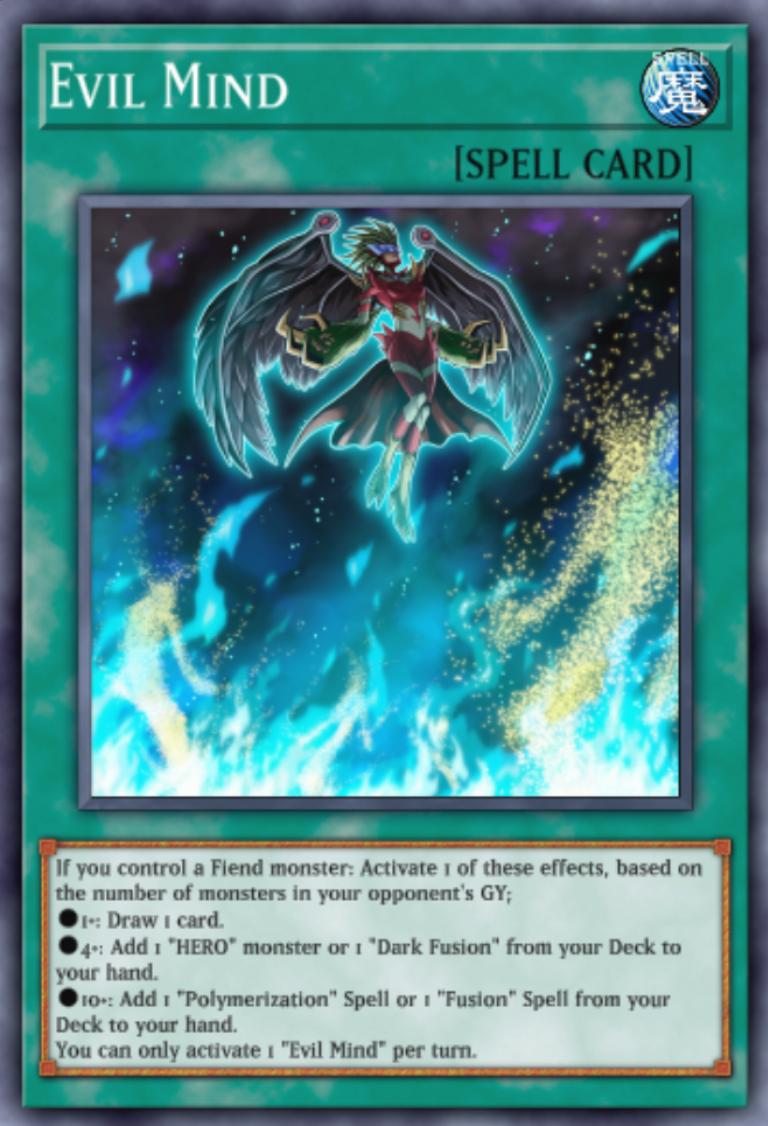 EVIL MIND
SPELL
魔
[SPELL CARD]
If you control a Fiend monster: Activate 1 of these effects, based on
the number of monsters in your opponent's GY;
●1+: Draw 1 card.
●4+: Add 1 "HERO" monster or 1 "Dark Fusion" from your Deck to
your hand.
●10+: Add 1 "Polymerization" Spell or 1 "Fusion" Spell from your
Deck to your hand.
You can only activate 1 "Evil Mind" per turn.